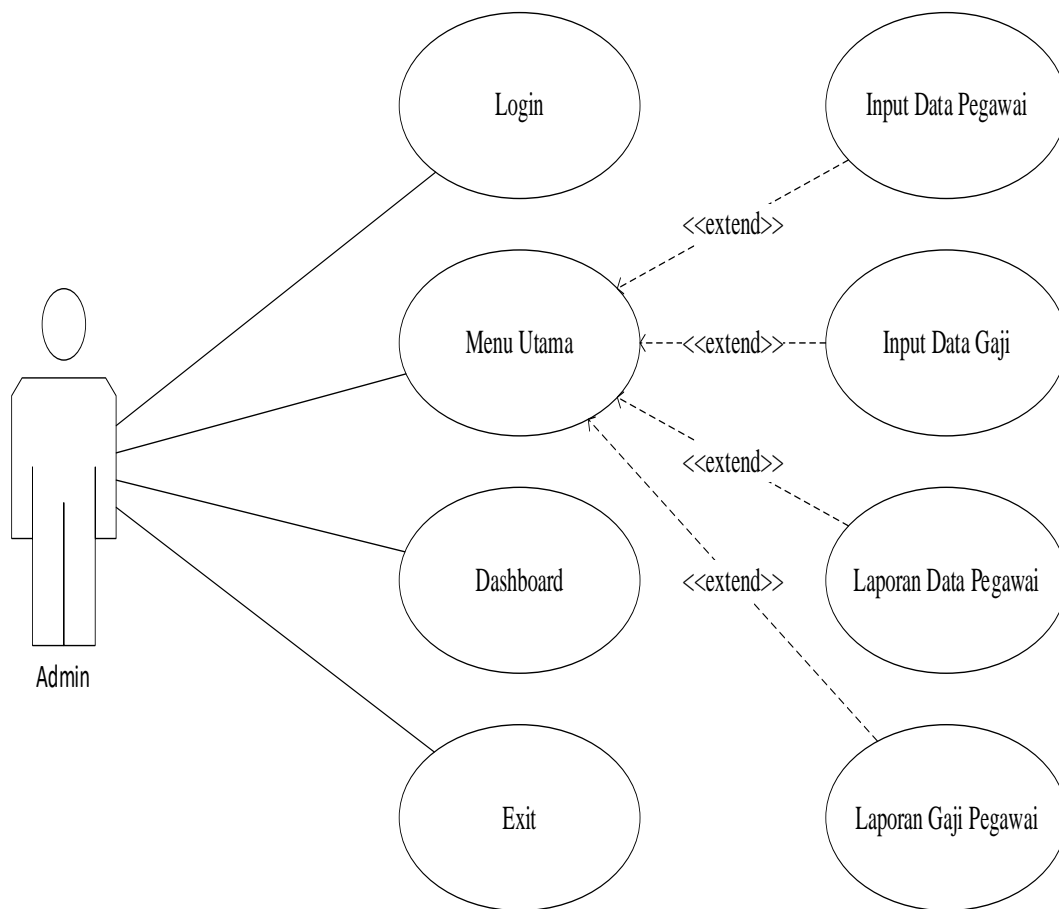 Login
Input Data Pegawai
<<extend>>
Menu Utama
<<extend>>
Input Data Gaji
<<extend>>
Dashboard
<<extend>>
Laporan Data Pegawai
Admin
Exit
Laporan Gaji Pegawai